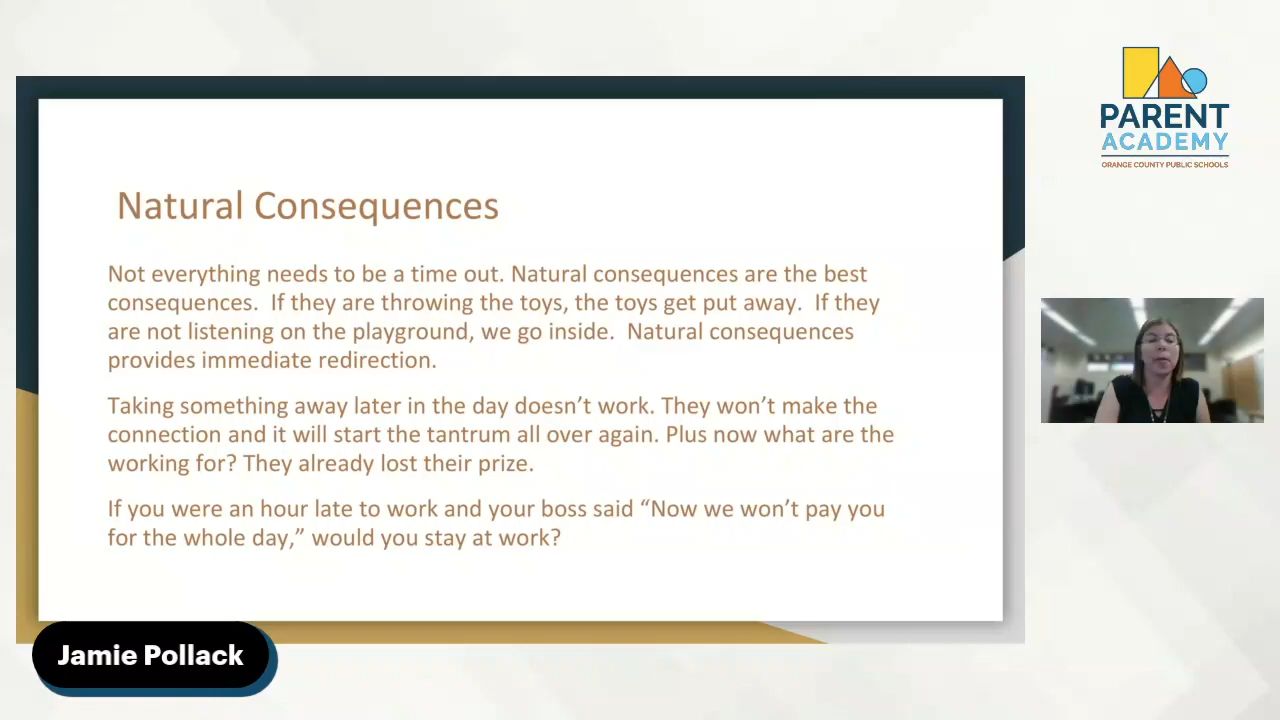 PARENT
ACADEMY
ORANGE COUNTY PUBLIC SCHOOLS
Natural Consequences
Not everything needs to be a time out. Natural consequences are the best
consequences.  If they are throwing the toys, the toys get put away.  If they
are not listening on the playground, we go inside.  Natural consequences
provides immediate redirection.
Taking something away later in the day doesn’t work. They won’t make the
connection and it will start the tantrum all over again. Plus now what are the
working for? They already lost their prize.
If you were an hour late to work and your boss said “Now we won’t pay you
for the whole day,” would you stay at work?
Jamie Pollack